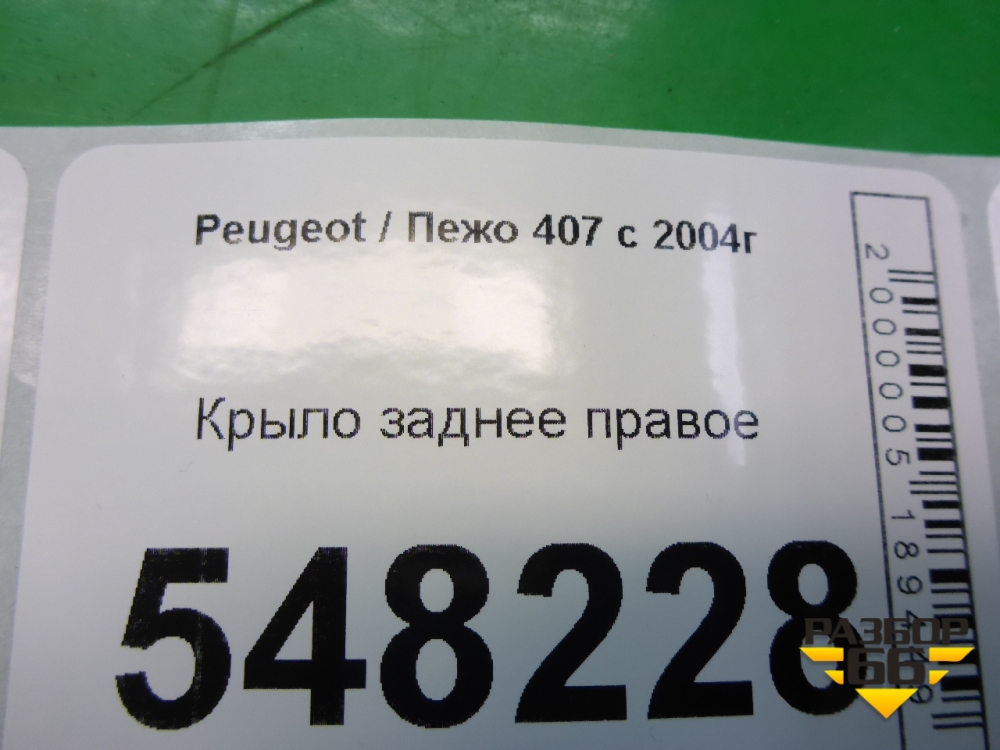 Peugeot / Пежо 407 с 2004г
Крыло заднее правое
548228
РАЗБОР
66